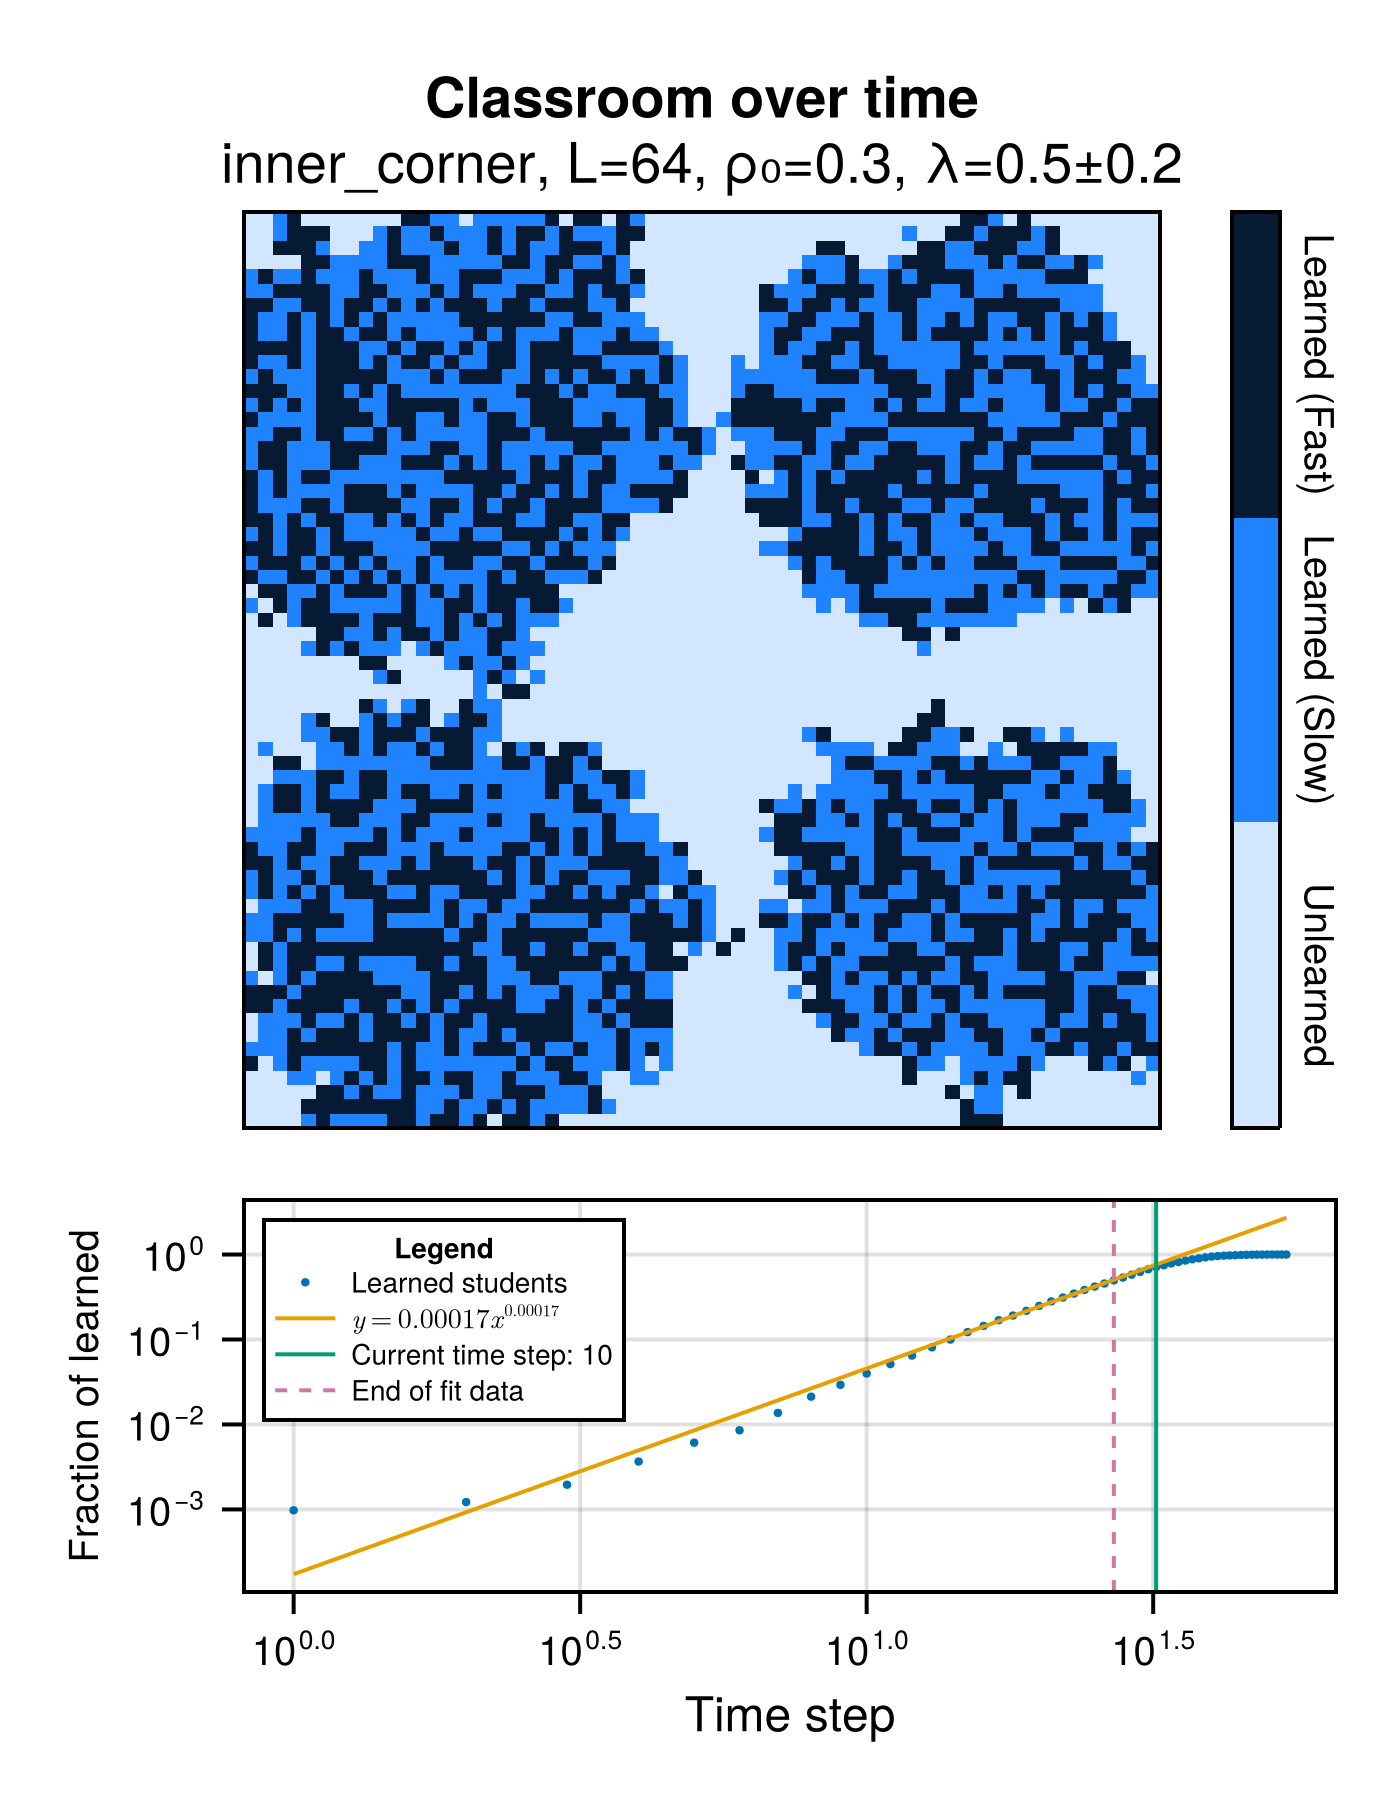 Classroom over time
inner_corner, L=64, ρ₀=0.3, λ=0.5±0.2
Learned (Fast)
Learned (Slow)
Unlearned
Fraction of learned
10⁰
10⁻¹
10⁻²
10⁻³
Legend
Learned students
y = 0.00017x^0.00017
Current time step: 10
End of fit data
10^0.0
10^0.5
10^1.0
10^1.5
Time step